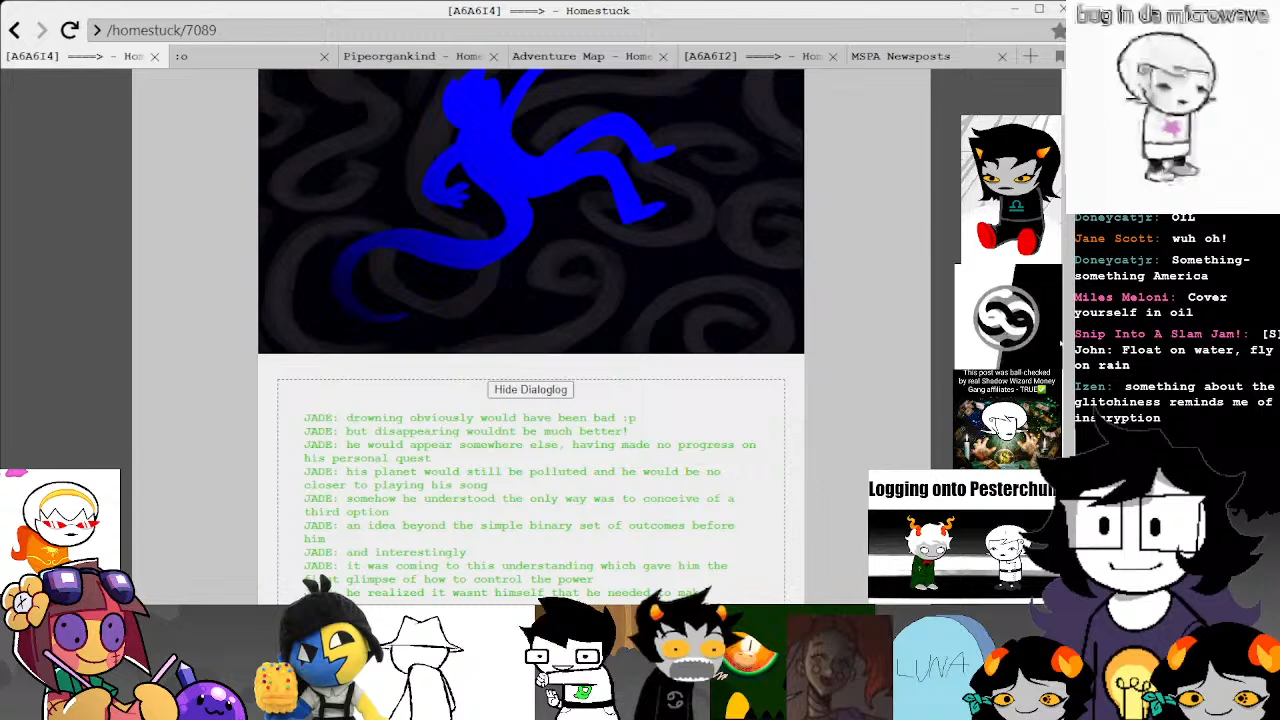 [A6A6I4] ====> - Homestuck
bug in da microwave
/homestuck/7089
[A6A6I4] ====> - Hom
:o
Pipeorgankind - Home
Adventure Map - Home
[A6A6I2] ====> - Hom
MSPA Newsposts
Doneycatjr: OIL
Jane Scott: wuh oh!
Doneycatjr: Something-
something America
Miles Meloni: Cover
yourself in oil
Snip Into A Slam Jam!: [S]
John: Float on water, fly
on rain
Izen: something about the
glitchiness reminds me of
inscryption
This post was ball-checked
by real Shadow Wizard Money
Gang affiliates - TRUE✅
Hide Dialoglog
JADE: drowning obviously would have been bad :p
JADE: but disappearing wouldnt be much better!
JADE: he would appear somewhere else, having made no progress on
his personal quest
JADE: his planet would still be polluted and he would be no
closer to playing his song
JADE: somehow he understood the only way was to conceive of a
third option
JADE: an idea beyond the simple binary set of outcomes before
him
JADE: and interestingly
JADE: it was coming to this understanding which gave him the
first glimpse of how to control the power
he realized it wasnt himself that he needed to
Logging onto Pesterchum
LUNA